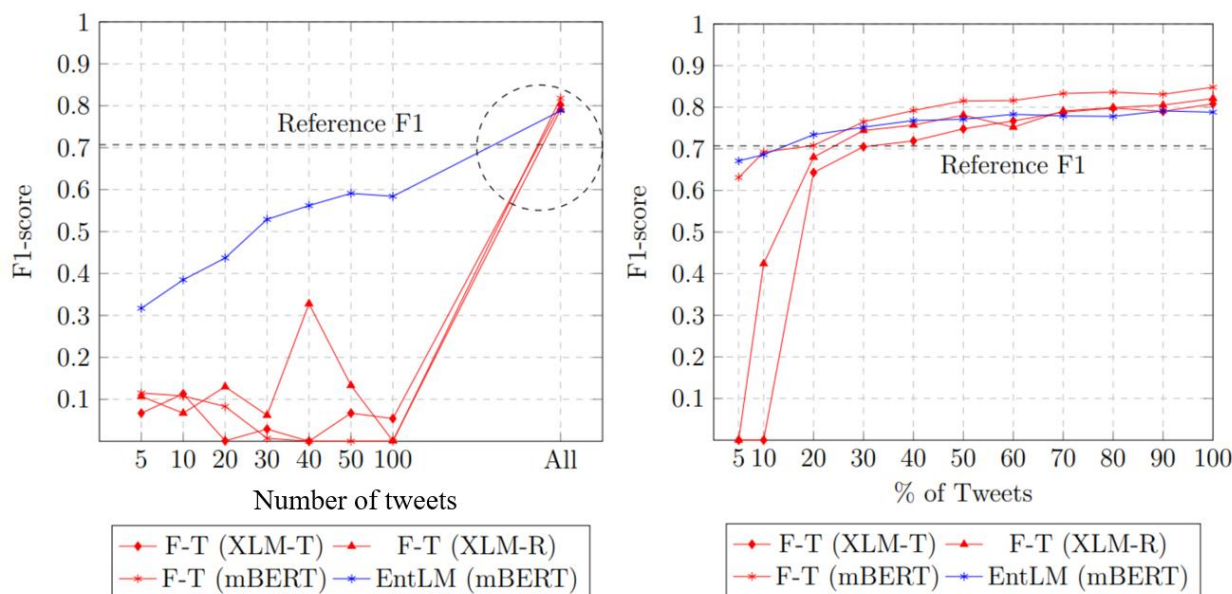 1
0.9
0.8
0.7
0.6
0.5
0.4
0.3
0.2
0.1
F1-score
Reference F1
5 10 20 30 40 50 100 All
Number of tweets
F-T (XLM-T) F-T (XLM-R)
F-T (mBERT) EntLM (mBERT)
1
0.9
0.8
0.7
0.6
0.5
0.4
0.3
0.2
0.1
F1-score
Reference F1
5 10 20 30 40 50 60 70 80 90 100
% of Tweets
F-T (XLM-T) F-T (XLM-R)
F-T (mBERT) EntLM (mBERT)